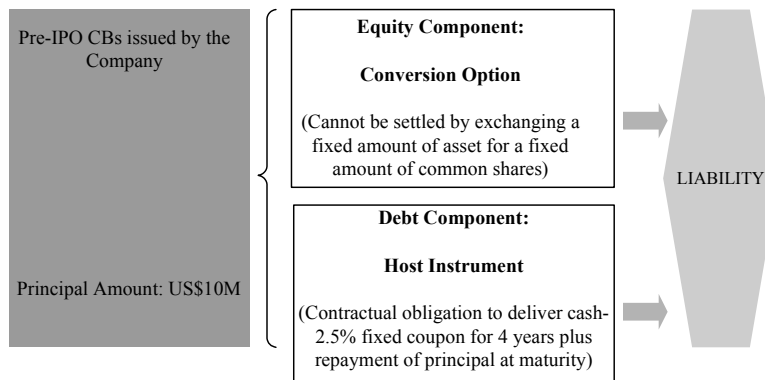 Pre-IPO CBs issued by the
Company
Principal Amount: US$10M
Equity Component:
Conversion Option
(Cannot be settled by exchanging a
fixed amount of asset for a fixed
amount of common shares)
Debt Component:
Host Instrument
(Contractual obligation to deliver cash-
2.5% fixed coupon for 4 years plus
repayment of principal at maturity)
LIABILITY